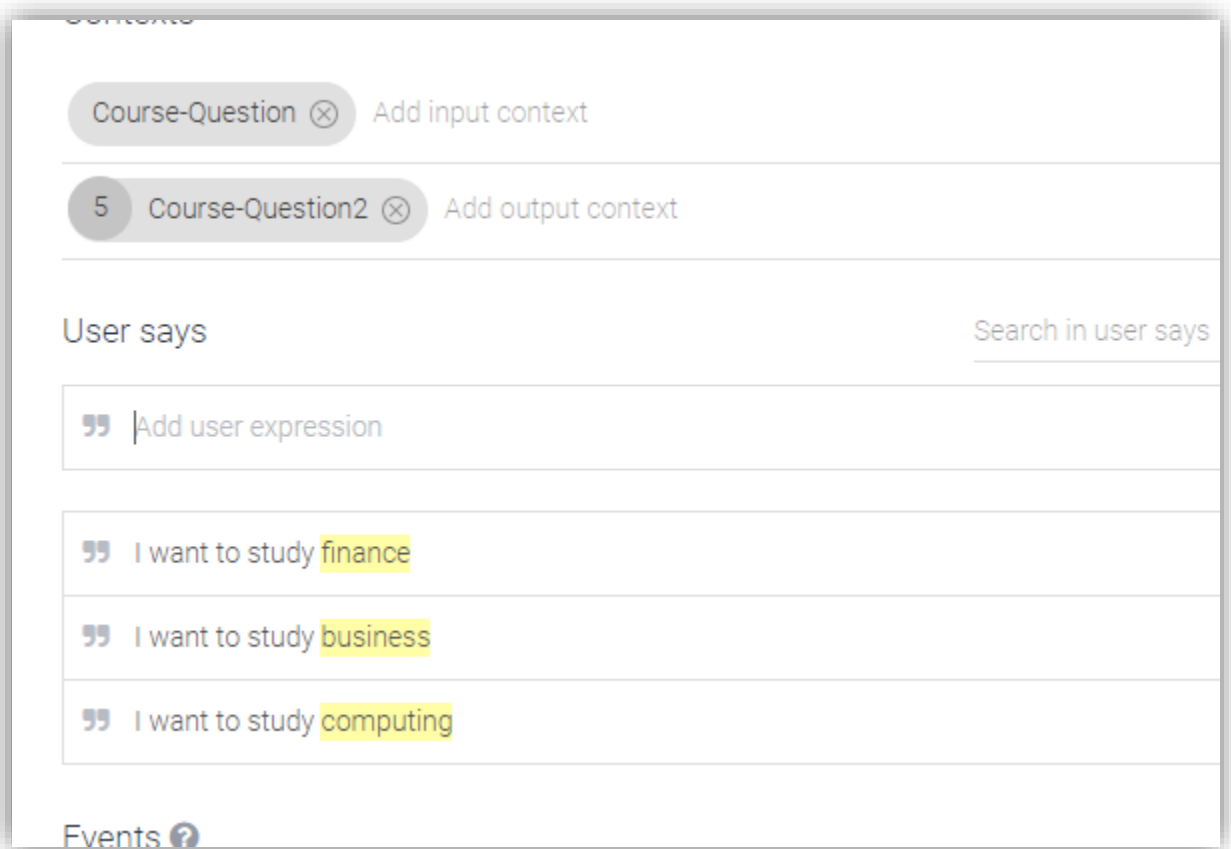 Contexts
Course-Question Add input context
5 Course-Question2 Add output context
User says Search in user says
Add user expression
I want to study finance
I want to study business
I want to study computing
Events ?